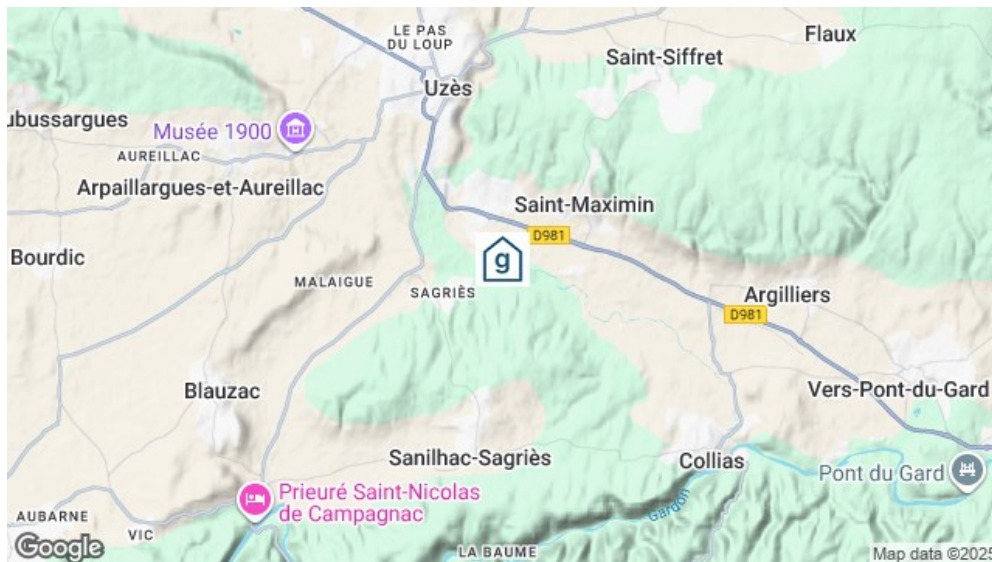 LE PAS
DU LOUP
Flaux
Saint-Siffret
Uzès
ubussargues
Musée 1900
AUREILLAC
Arpaillargues-et-Aureillac
Saint-Maximin
D981
g
Bourdic
MALAIGUE
SAGRIÈS
Argilliers
D981
Blauzac
Vers-Pont-du-Gard
Sanilhac-Sagriès
Collias
Pont du Gard
Prieuré Saint-Nicolas
de Campagnac
Gardon
AUBARNE
VIC
LA BAUME
Google
Map data ©2025